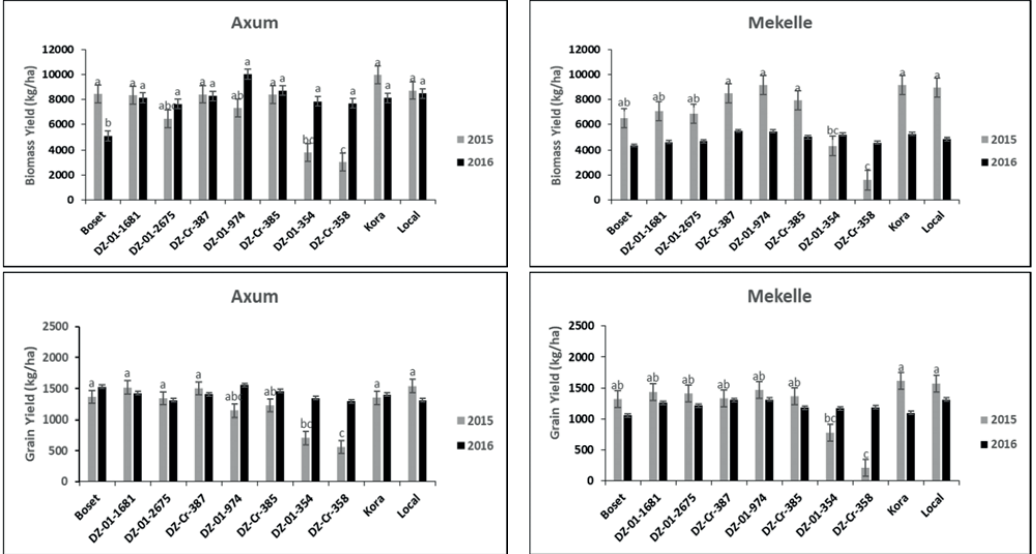 Axum
12000
10000
8000
6000
4000
2000
0
Biomass Yield (kg/ha)
a a a a a a a a
b a a abc a a a ab a a a a bc a c a a a a a
Boset DZ-01-1681 DZ-01-2675 DZ-Cr-387 DZ-01-974 DZ-Cr-385 DZ-01-354 DZ-Cr-358 Kora Local
2015
2016
Mekelle
12000
10000
8000
6000
4000
2000
0
Biomass Yield (kg/ha)
ab ab ab a a a bc c a a
Boset DZ-01-1681 DZ-01-2675 DZ-Cr-387 DZ-01-974 DZ-Cr-385 DZ-01-354 DZ-Cr-358 Kora Local
2015
2016
Axum
2500
2000
1500
1000
500
0
Grain Yield (kg/ha)
a a a a abc ab bc c a a
Boset DZ-01-1681 DZ-01-2675 DZ-Cr-387 DZ-01-974 DZ-Cr-385 DZ-01-354 DZ-Cr-358 Kora Local
2015
2016
Mekelle
2500
2000
1500
1000
500
0
Grain Yield (kg/ha)
ab ab ab ab ab ab ab c a a
Boset DZ-01-1681 DZ-01-2675 DZ-Cr-387 DZ-01-974 DZ-Cr-385 DZ-01-354 DZ-Cr-358 Kora Local
2015
2016